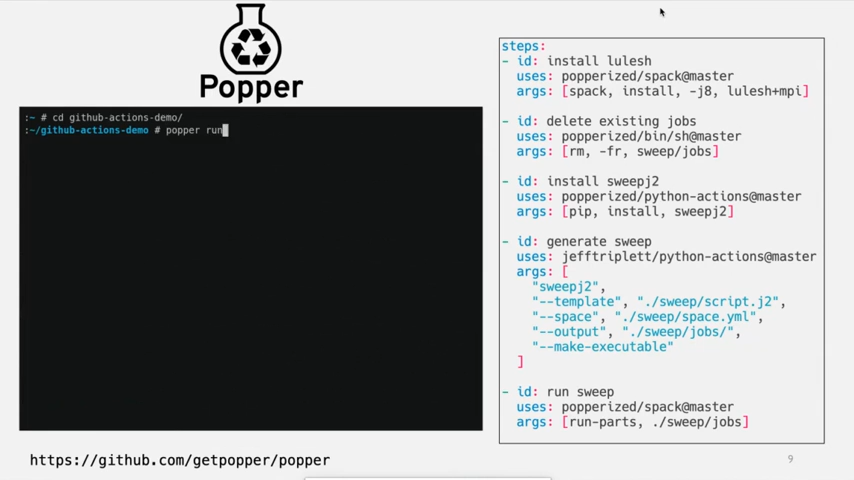 Popper
:~ # cd github-actions-demo/
:~/github-actions-demo # popper run
steps:
- id: install lulesh
uses: popperized/spack@master
args: [spack, install, -j8, lulesh+mpi]
- id: delete existing jobs
uses: popperized/bin/sh@master
args: [rm, -fr, sweep/jobs]
- id: install sweepj2
uses: popperized/python-actions@master
args: [pip, install, sweepj2]
- id: generate sweep
uses: jefftriplett/python-actions@master
args: [
"sweepj2",
"--template", "./sweep/script.j2",
"--space", "./sweep/space.yml",
"--output", "./sweep/jobs/",
"--make-executable"
]
- id: run sweep
uses: popperized/spack@master
args: [run-parts, ./sweep/jobs]
https://github.com/getpopper/popper
9